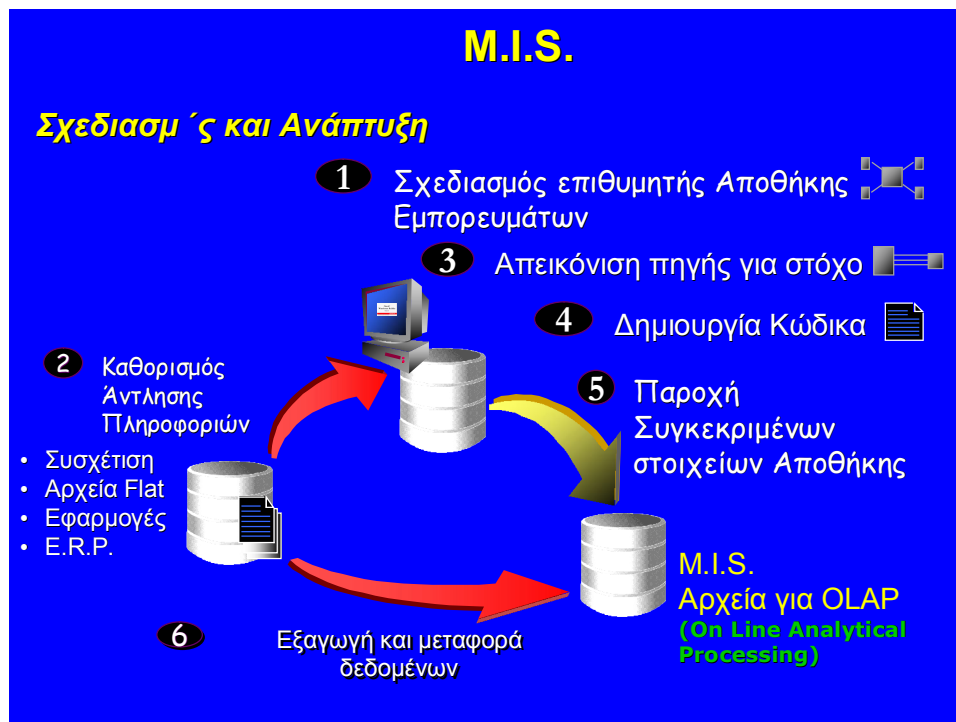 M.I.S.
Σχεδιασμ ΄ς και Ανάπτυξη
1 Σχεδιασμός επιθυμητής Αποθήκης
Εμπορευμάτων
3 Απεικόνιση πηγής για στόχο
4 Δημιουργία Κώδικα
2 Καθορισμός
Άντλησης
Πληροφοριών
5 Παροχή
Συγκεκριμένων
στοιχείων Αποθήκης
• Συσχέτιση
• Αρχεία Flat
• Εφαρμογές
• E.R.P.
M.I.S.
Αρχεία για OLAP
(On Line Analytical
Processing)
6 Εξαγωγή και μεταφορά
δεδομένων